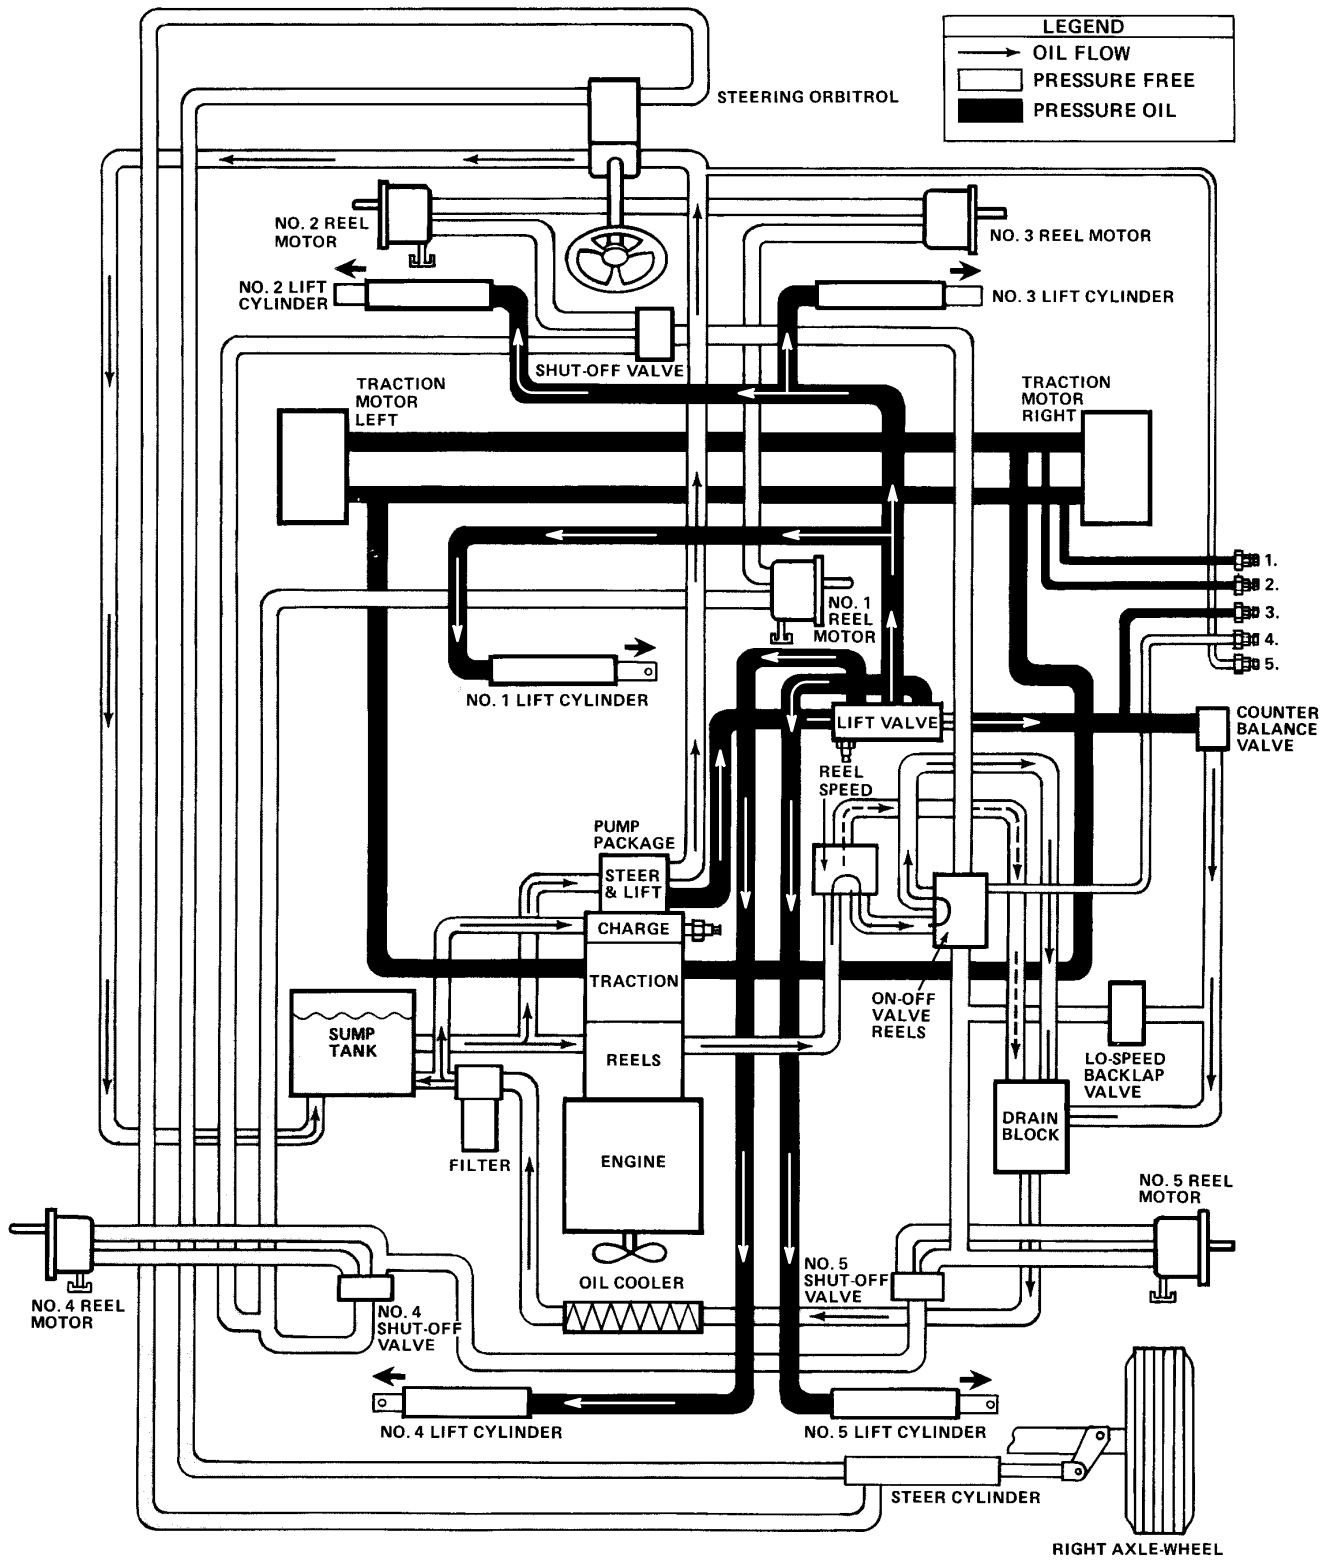 LEGEND
OIL FLOW
PRESSURE FREE
PRESSURE OIL
STEERING ORBITROL
NO. 2 REEL
MOTOR
NO. 3 REEL MOTOR
NO. 2 LIFT
CYLINDER
NO. 3 LIFT CYLINDER
SHUT-OFF VALVE
TRACTION
MOTOR
LEFT
TRACTION
MOTOR
RIGHT
1.
2.
3.
4.
5.
NO. 1
REEL
MOTOR
NO. 1 LIFT CYLINDER
LIFT VALVE
COUNTER
BALANCE
VALVE
REEL
SPEED
PUMP
PACKAGE
STEER
& LIFT
CHARGE
TRACTION
REELS
ON-OFF
VALVE
REELS
SUMP
TANK
LO-SPEED
BACKLAP
VALVE
DRAIN
BLOCK
FILTER
ENGINE
NO. 5 REEL
MOTOR
OIL COOLER
NO. 5
SHUT-OFF
VALVE
NO. 4 REEL
MOTOR
NO. 4
SHUT-OFF
VALVE
NO. 4 LIFT CYLINDER
NO. 5 LIFT CYLINDER
STEER CYLINDER
RIGHT AXLE-WHEEL